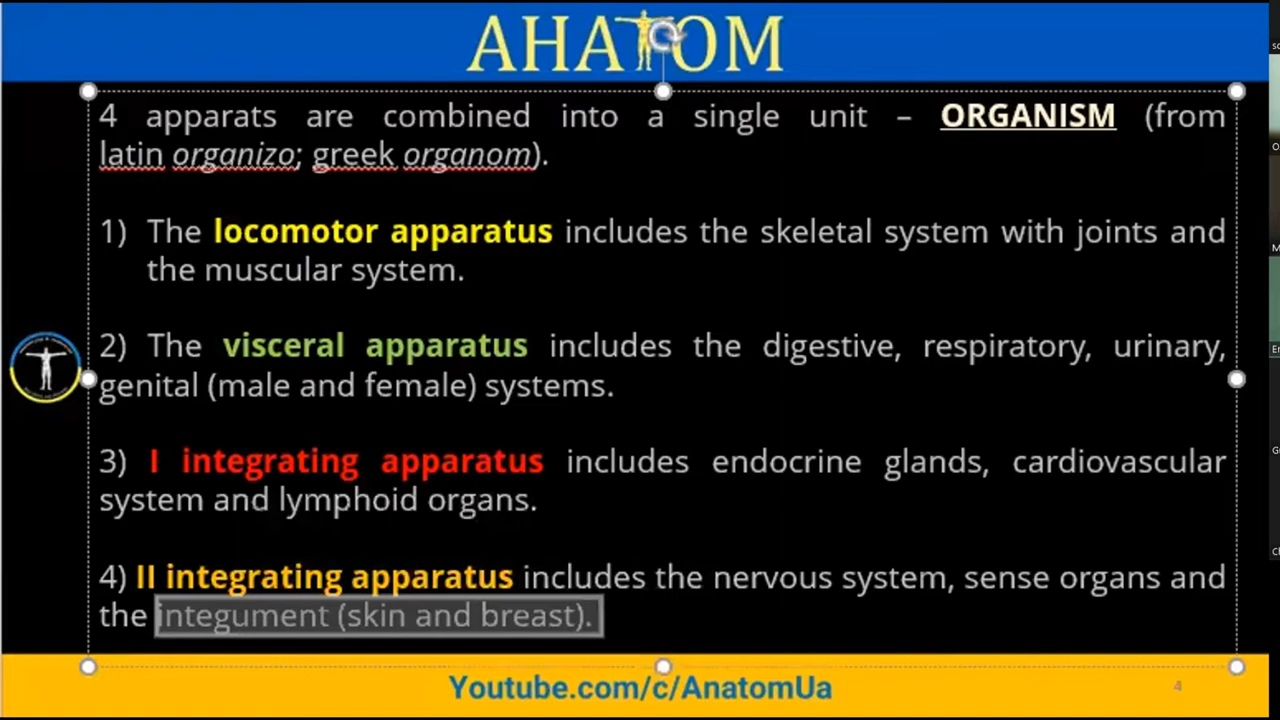 AHATOM
4 apparats are combined into a single unit – ORGANISM (from
latin organizo; greek organom).
1) The locomotor apparatus includes the skeletal system with joints and
the muscular system.
2) The visceral apparatus includes the digestive, respiratory, urinary,
genital (male and female) systems.
3) I integrating apparatus includes endocrine glands, cardiovascular
system and lymphoid organs.
4) II integrating apparatus includes the nervous system, sense organs and
the integument (skin and breast).
Youtube.com/c/AnatomUa
4